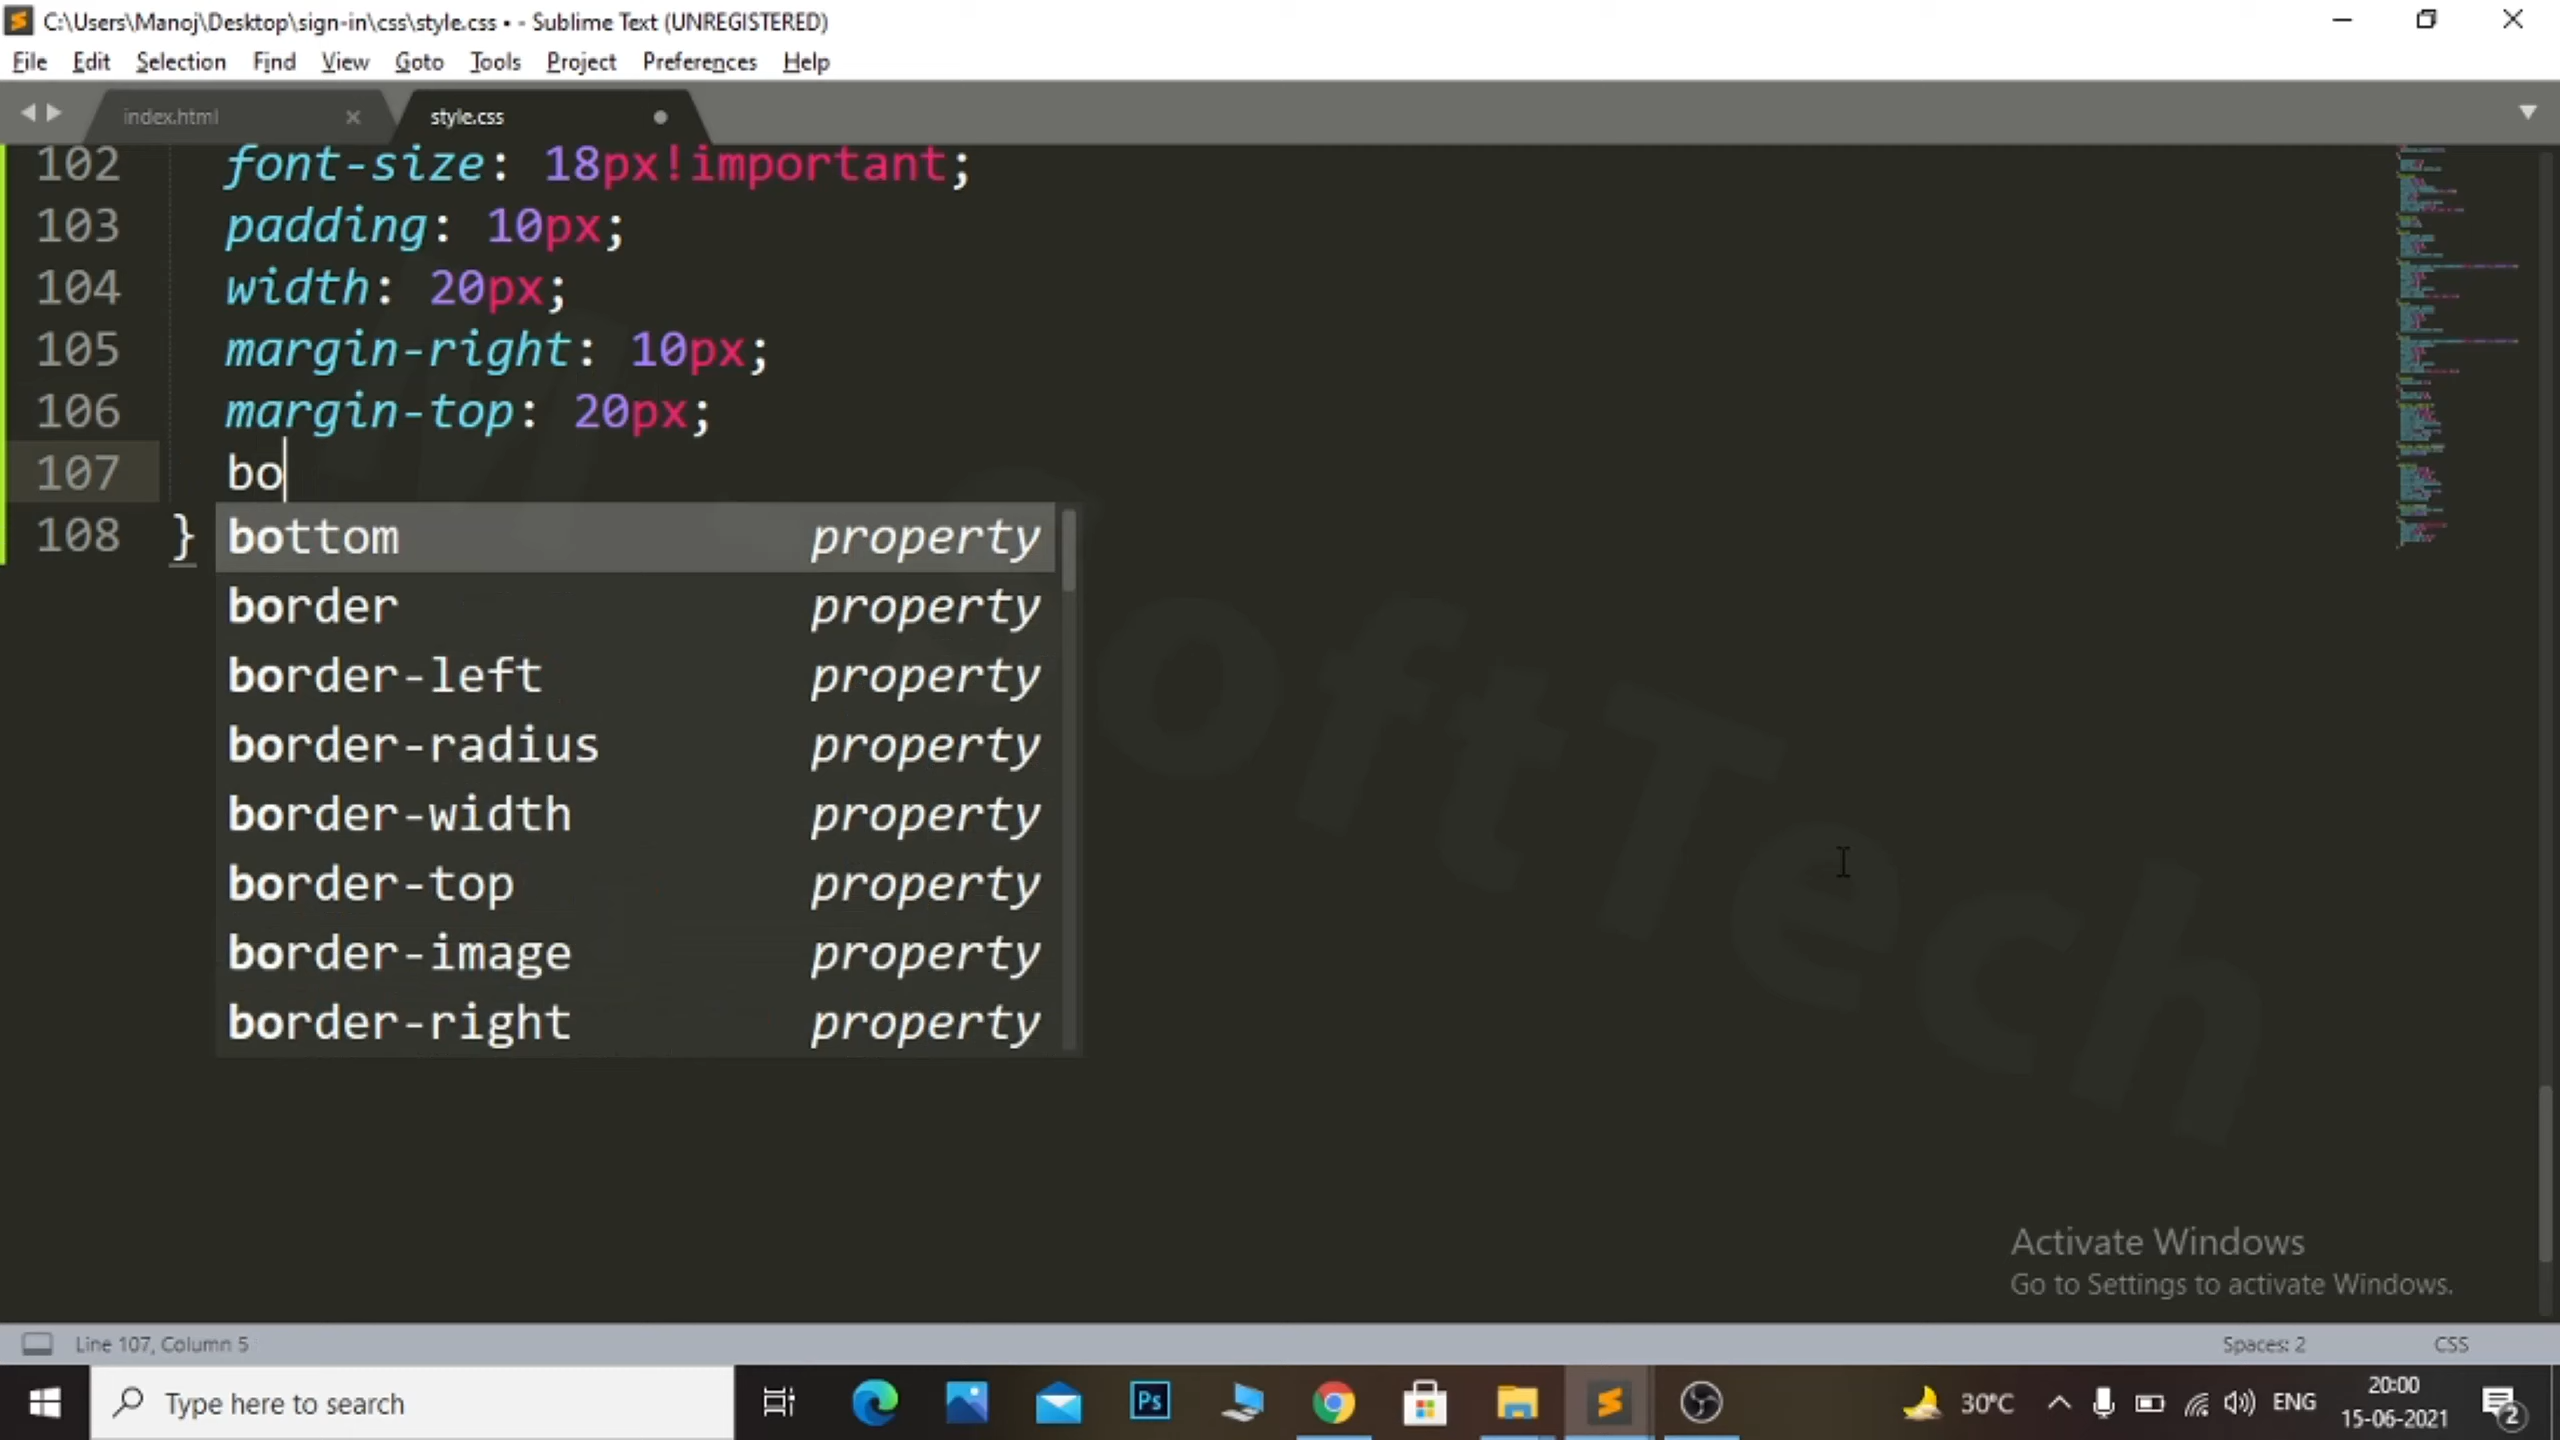 C:\Users\Manoj\Desktop\sign-in\css\style.css • - Sublime Text (UNREGISTERED)
File Edit Selection Find View Goto Tools Project Preferences Help
index.html style.css
102 font-size: 18px!important;
103 padding: 10px;
104 width: 20px;
105 margin-right: 10px;
106 margin-top: 20px;
107 bo
108 } bottom property
border property
border-left property
border-radius property
border-width property
border-top property
border-image property
border-right property
M SoftTech
Activate Windows
Go to Settings to activate Windows.
Line 107, Column 5 Spaces: 2 CSS
Type here to search Ps 30°C ENG 20:00
15-06-2021 2